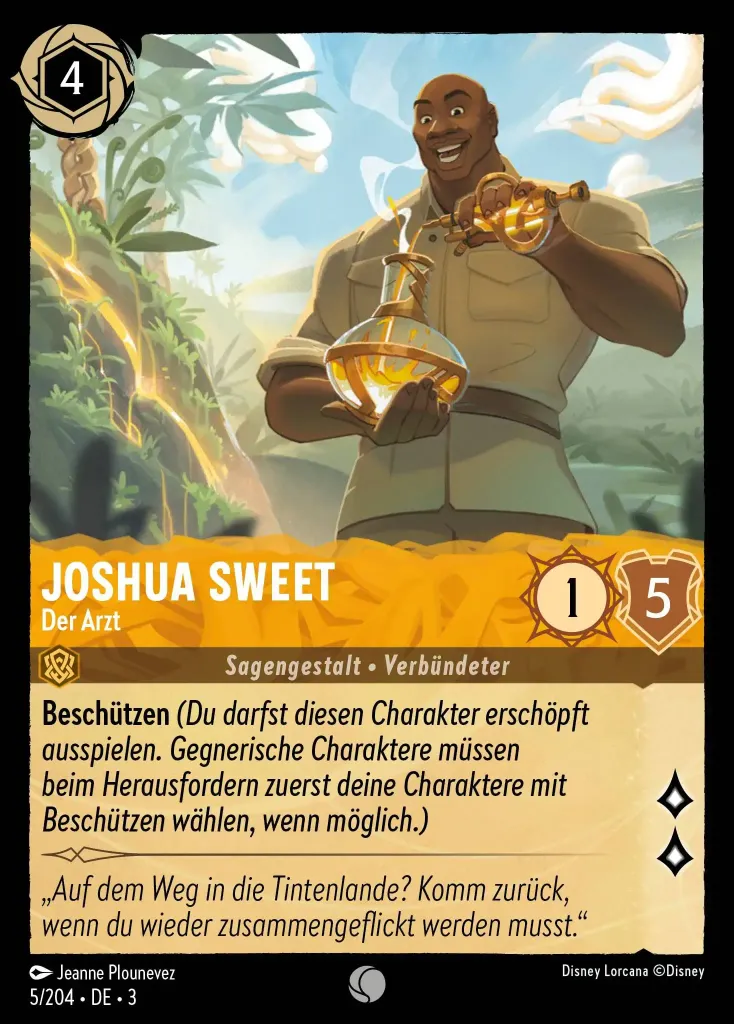 4
JOSHUA SWEET
Der Arzt
1
5
Sagengestalt • Verbündeter
Beschützen (Du darfst diesen Charakter erschöpft
ausspielen. Gegnerische Charaktere müssen
beim Herausfordern zuerst deine Charaktere mit
Beschützen wählen, wenn möglich.)
„Auf dem Weg in die Tintenlande? Komm zurück,
wenn du wieder zusammengeflickt werden musst.“
Jeanne Plounevez
Disney Lorcana ©Disney
5/204 • DE • 3